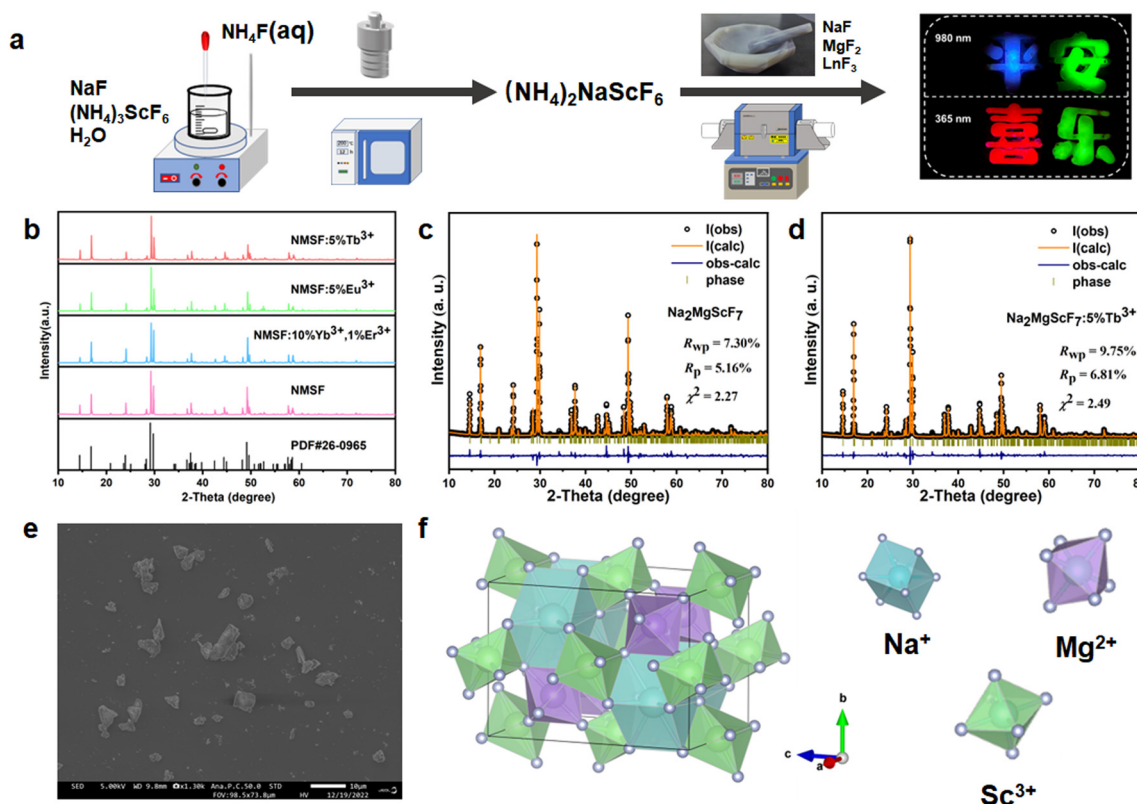 a
NH₄F(aq)
NaF
(NH₄)₃ScF₆
H₂O
(NH₄)₂NaScF₆
NaF
MgF₂
LnF₃
980 nm
平安
365 nm
喜乐
b
NMSF:5%Tb³⁺
NMSF:5%Eu³⁺
NMSF:10%Yb³⁺,1%Er³⁺
NMSF
PDF#26-0965
Intensity(a.u.)
10 20 30 40 50 60 70 80
2-Theta (degree)
c
I(obs)
I(calc)
obs-calc
phase
Na₂MgScF₇
Rwp = 7.30%
Rp = 5.16%
χ² = 2.27
Intensity (a. u.)
10 20 30 40 50 60 70 80
2-Theta (degree)
d
I(obs)
I(calc)
obs-calc
phase
Na₂MgScF₇:5%Tb³⁺
Rwp = 9.75%
Rp = 6.81%
χ² = 2.49
Intensity (a. u.)
10 20 30 40 50 60 70 80
2-Theta (degree)
e
SED 5.00kV WD 9.8mm x1.30k Ana.P.C.50.0 STD 10μm
FOV:98.5x73.8μm HV 12/19/2022
f
b
c
a
Na⁺
Mg²⁺
Sc³⁺